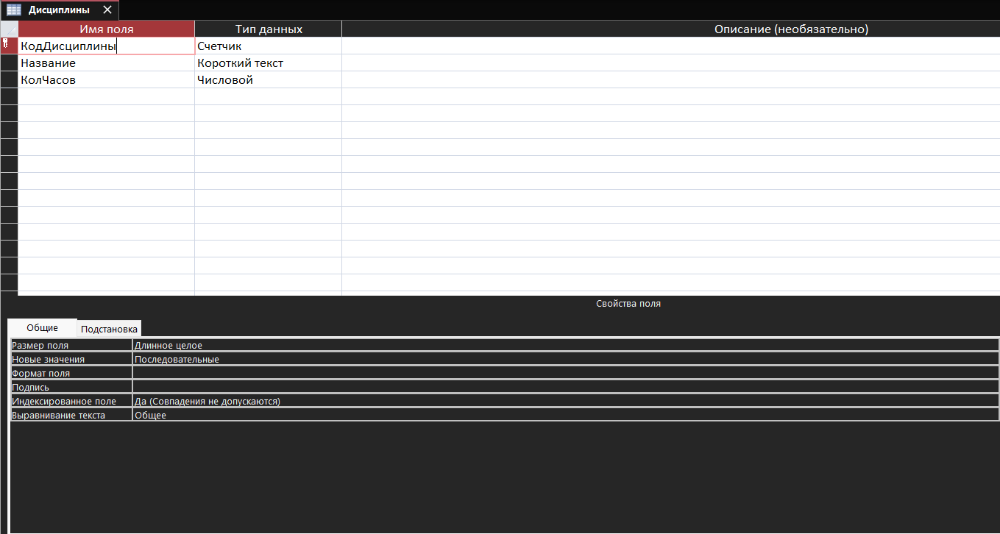 Дисциплины
Имя поля Тип данных Описание (необязательно)
КодДисциплины Счетчик
Название Короткий текст
КолЧасов Числовой
Свойства поля
Общие Подстановка
Размер поля Длинное целое
Новые значения Последовательные
Формат поля
Подпись
Индексированное поле Да (Совпадения не допускаются)
Выравнивание текста Общее